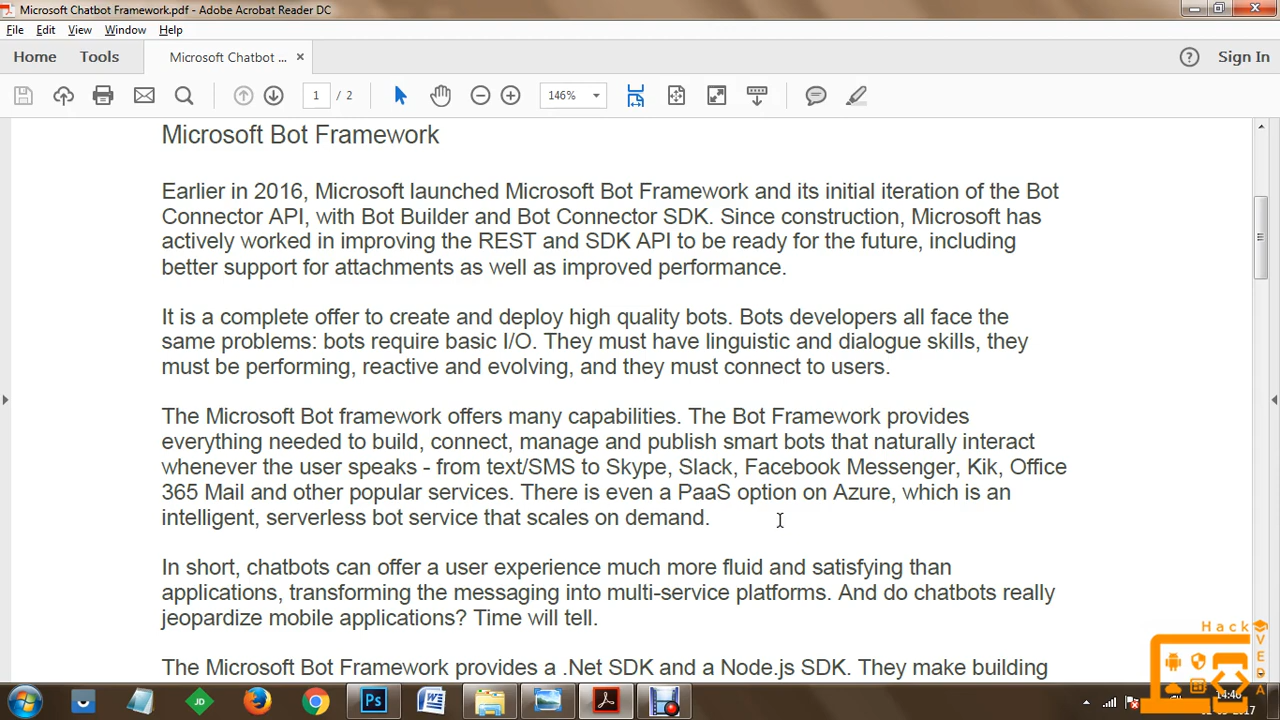 Microsoft Chatbot Framework.pdf - Adobe Acrobat Reader DC
File Edit View Window Help
Home Tools Microsoft Chatbot ... × Sign In
1 / 2 146%
Microsoft Bot Framework
Earlier in 2016, Microsoft launched Microsoft Bot Framework and its initial iteration of the Bot
Connector API, with Bot Builder and Bot Connector SDK. Since construction, Microsoft has
actively worked in improving the REST and SDK API to be ready for the future, including
better support for attachments as well as improved performance.
It is a complete offer to create and deploy high quality bots. Bots developers all face the
same problems: bots require basic I/O. They must have linguistic and dialogue skills, they
must be performing, reactive and evolving, and they must connect to users.
The Microsoft Bot framework offers many capabilities. The Bot Framework provides
everything needed to build, connect, manage and publish smart bots that naturally interact
whenever the user speaks - from text/SMS to Skype, Slack, Facebook Messenger, Kik, Office
365 Mail and other popular services. There is even a PaaS option on Azure, which is an
intelligent, serverless bot service that scales on demand.
In short, chatbots can offer a user experience much more fluid and satisfying than
applications, transforming the messaging into multi-service platforms. And do chatbots really
jeopardize mobile applications? Time will tell.
The Microsoft Bot Framework provides a .Net SDK and a Node.js SDK. They make building
Hack
VEDA
JD Ps W
14:46